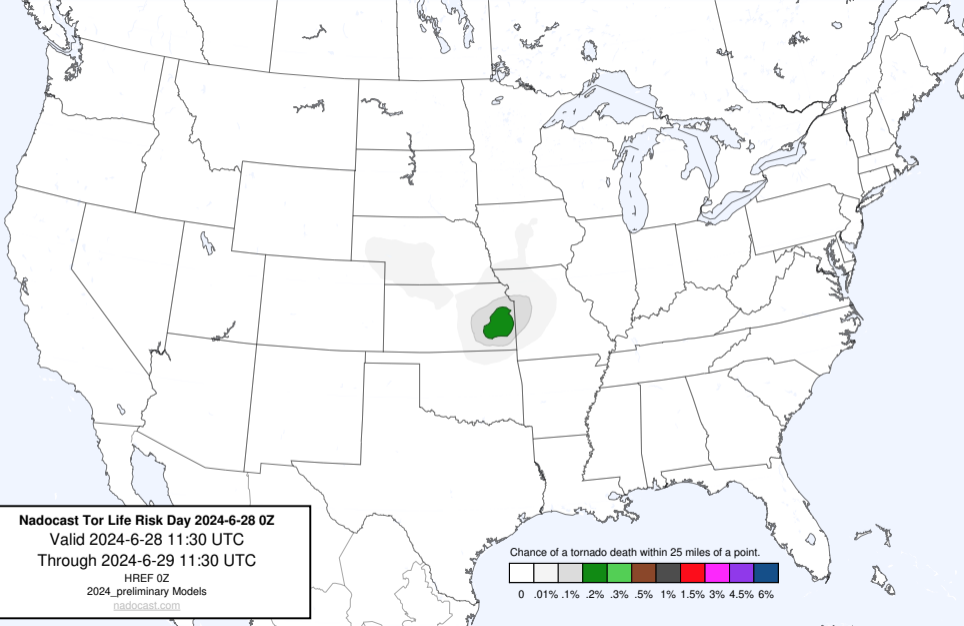 Nadocast Tor Life Risk Day 2024-6-28 0Z
Valid 2024-6-28 11:30 UTC
Through 2024-6-29 11:30 UTC
HREF 0Z
2024_preliminary Models
nadocast.com
Chance of a tornado death within 25 miles of a point.
0 .01% .1% .2% .3% .5% 1% 1.5% 3% 4.5% 6%